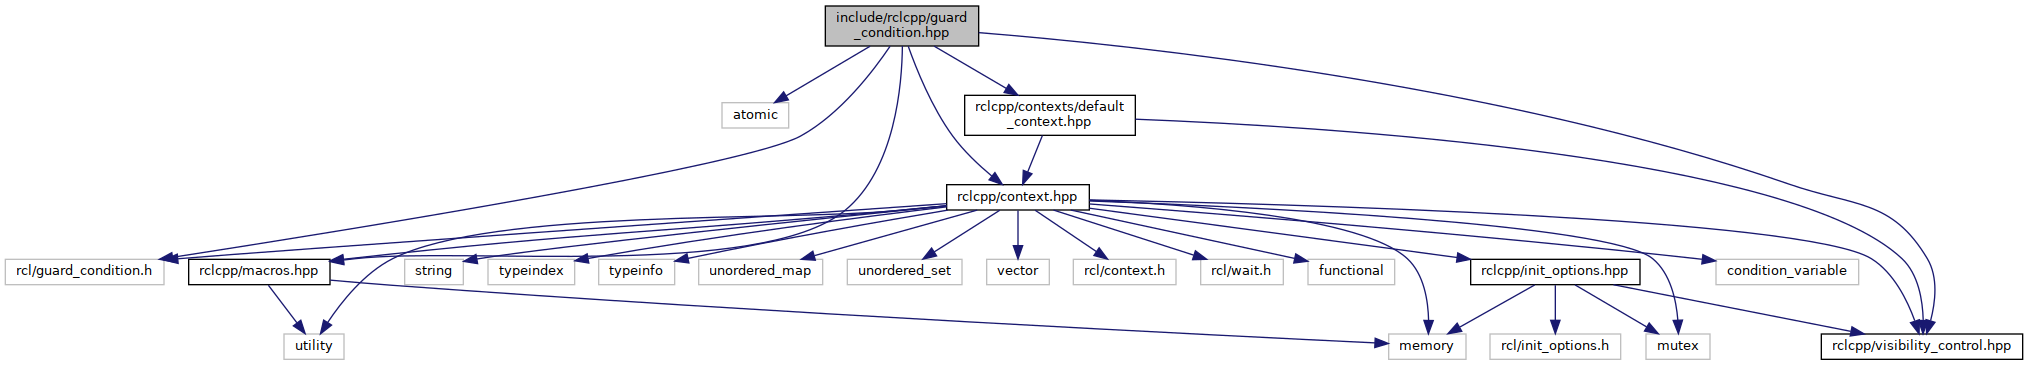 include/rclcpp/guard
_condition.hpp
atomic
rclcpp/contexts/default
_context.hpp
rclcpp/context.hpp
rcl/guard_condition.h
rclcpp/macros.hpp
string
typeindex
typeinfo
unordered_map
unordered_set
vector
rcl/context.h
rcl/wait.h
functional
rclcpp/init_options.hpp
condition_variable
utility
memory
rcl/init_options.h
mutex
rclcpp/visibility_control.hpp